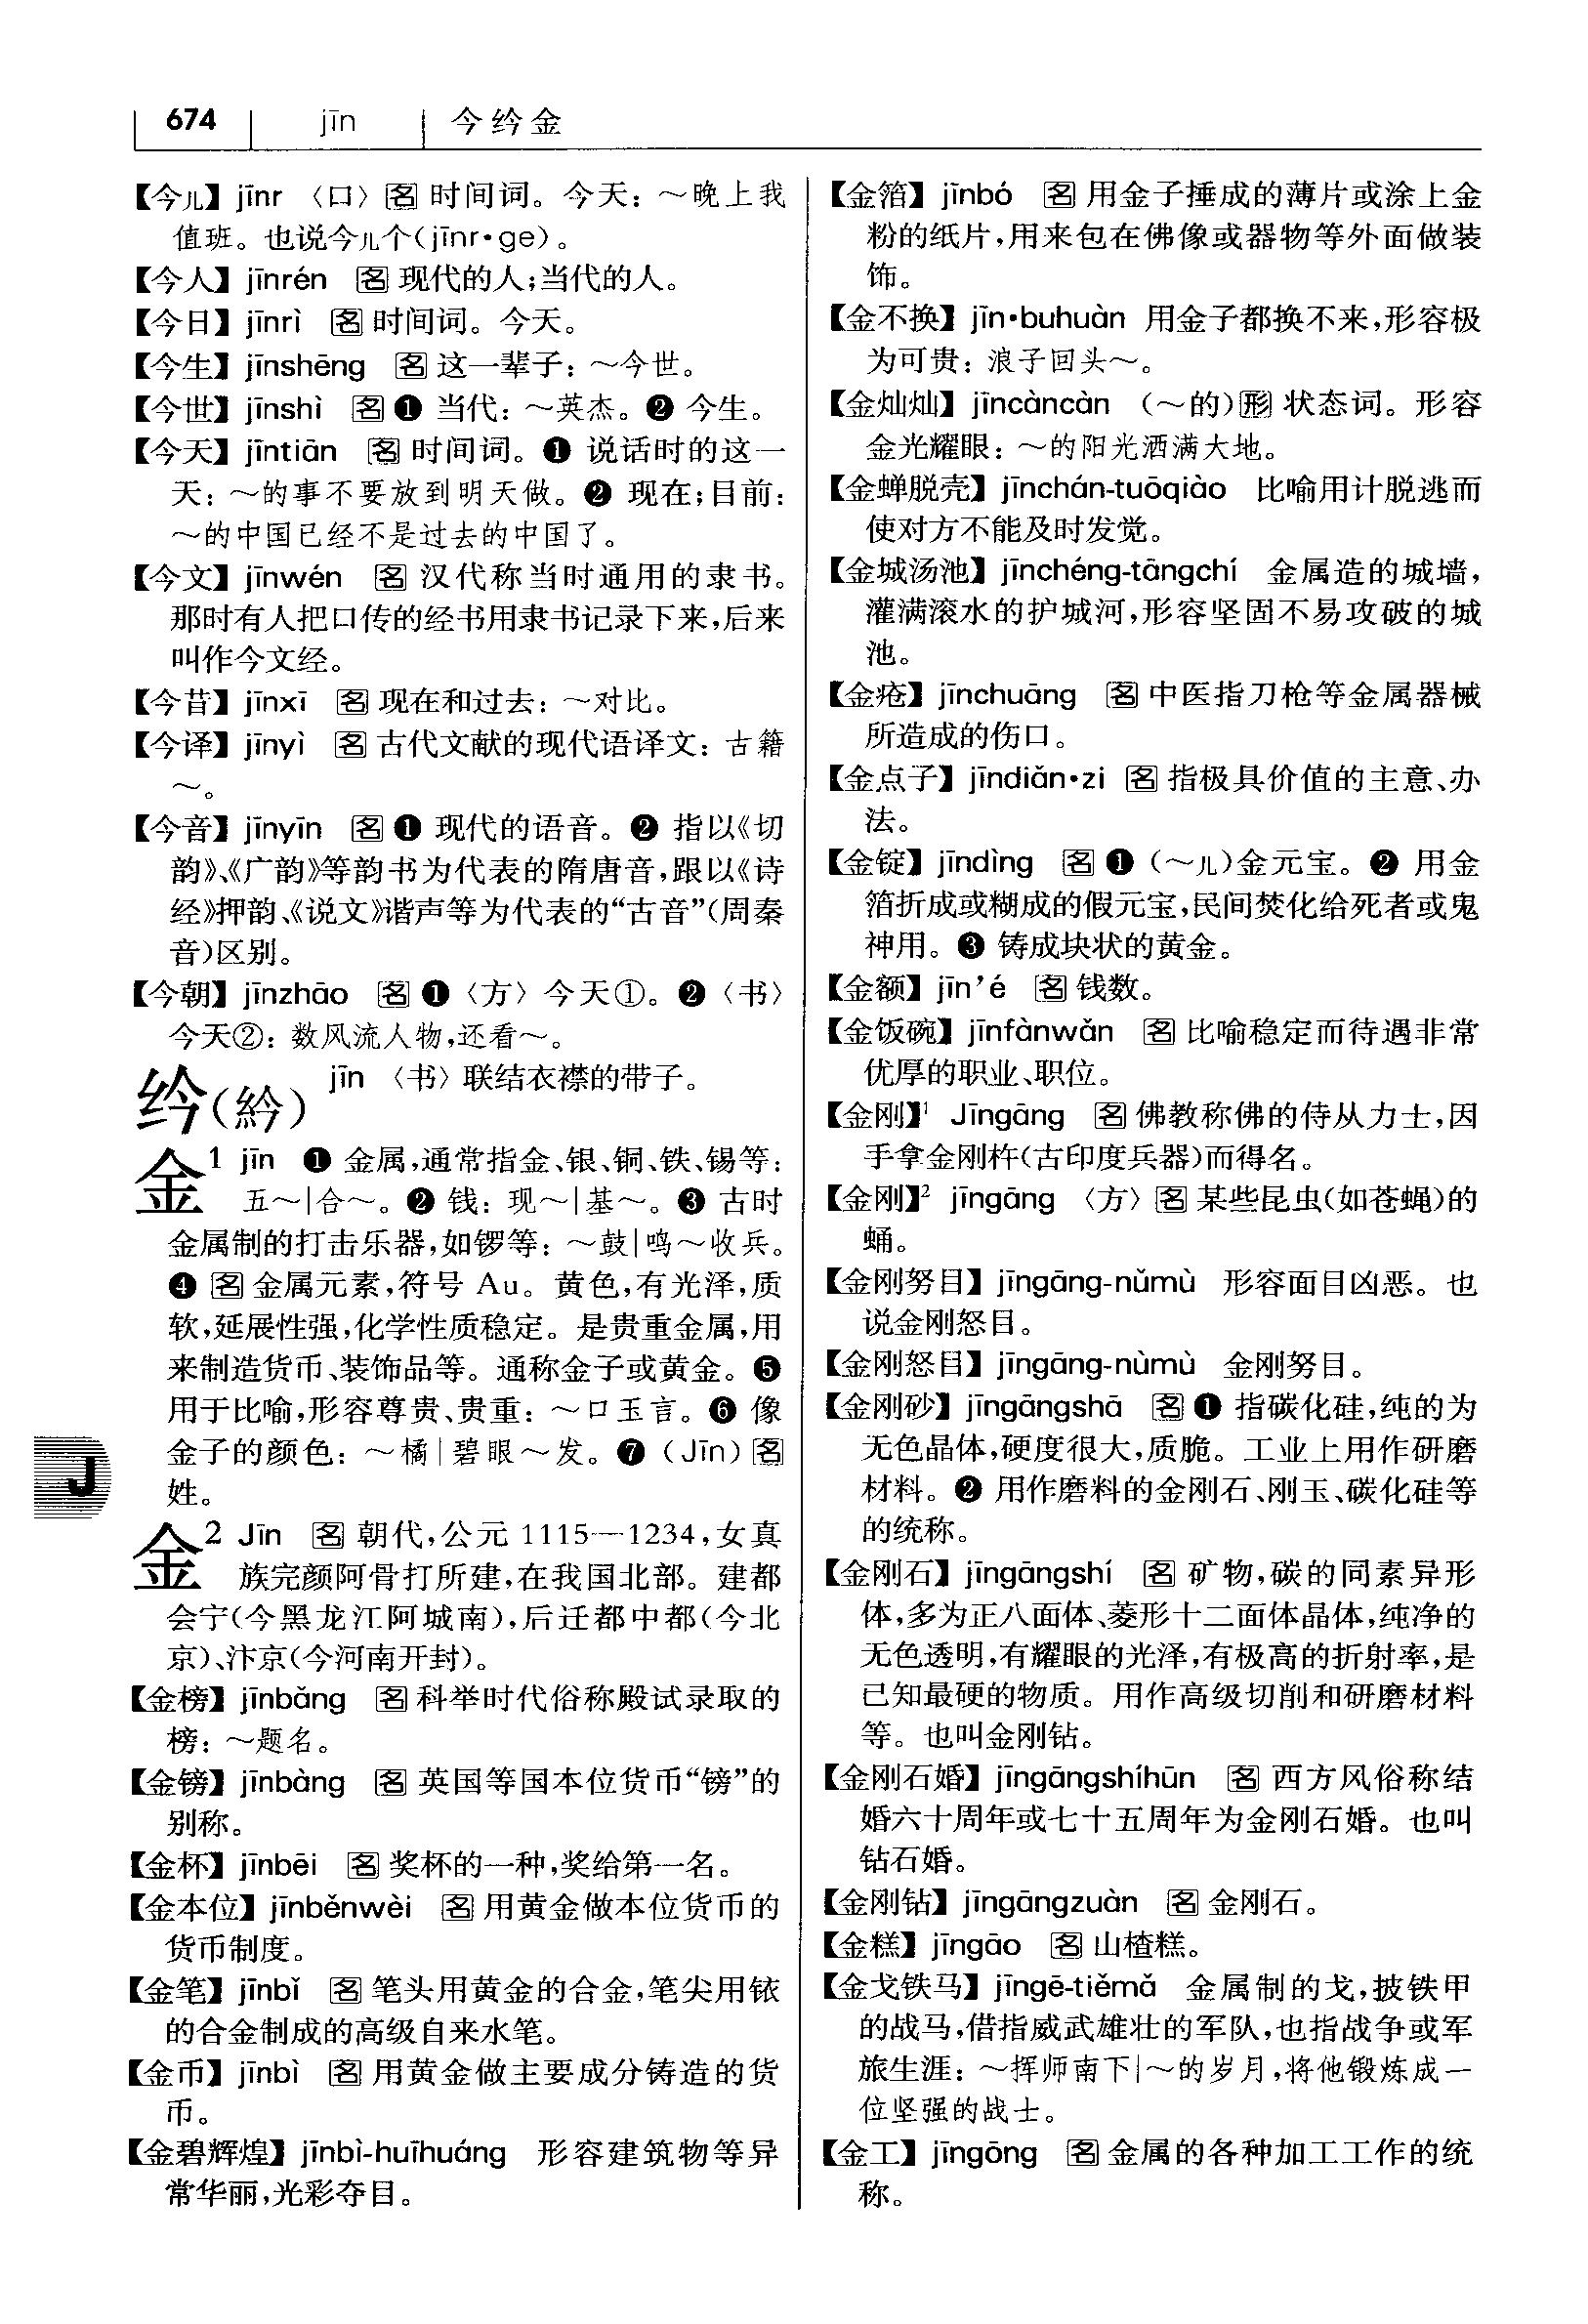 674 jīn 今纷金
【今儿】jīnr 〈口〉名 时间词。今天：～晚上我
值班。也说今儿个(jīnr·ge)。
【今人】jīnrén 名 现代的人;当代的人。
【今日】jīnrì 名 时间词。今天。
【今生】jīnshēng 名 这一辈子：～今世。
【今世】jīnshì 名 ❶ 当代：～英杰。❷ 今生。
【今天】jīntiān 名 时间词。❶ 说话时的这一
天：～的事不要放到明天做。❷ 现在;目前：
～的中国已经不是过去的中国了。
【今文】jīnwén 名 汉代称当时通用的隶书。
那时有人把口传的经书用隶书记录下来,后来
叫作今文经。
【今昔】jīnxī 名 现在和过去：～对比。
【今译】jīnyì 名 古代文献的现代语译文：古籍
～。
【今音】jīnyīn 名 ❶ 现代的语音。❷ 指以《切
韵》、《广韵》等韵书为代表的隋唐音,跟以《诗
经》押韵、《说文》谐声等为代表的“古音”(周秦
音)区别。
【今朝】jīnzhāo 名 ❶〈方〉今天①。❷〈书〉
今天②：数风流人物,还看～。
纟今(紟) jīn 〈书〉联结衣襟的带子。
金1 jīn ❶ 金属,通常指金、银、铜、铁、锡等：
五～|合～。❷ 钱：现～|基～。❸ 古时
金属制的打击乐器,如锣等：～鼓|鸣～收兵。
❹ 名 金属元素,符号 Au。黄色,有光泽,质
软,延展性强,化学性质稳定。是贵重金属,用
来制造货币、装饰品等。通称金子或黄金。❺
用于比喻,形容尊贵、贵重：～口玉言。❻ 像
金子的颜色：～橘|碧眼～发。❼（Jīn）名
姓。
J
金2 Jīn 名 朝代,公元 1115—1234,女真
族完颜阿骨打所建,在我国北部。建都
会宁(今黑龙江阿城南),后迁都中都(今北
京)、汴京(今河南开封)。
【金榜】jīnbǎng 名 科举时代俗称殿试录取的
榜：～题名。
【金镑】jīnbàng 名 英国等国本位货币“镑”的
别称。
【金杯】jīnbēi 名 奖杯的一种,奖给第一名。
【金本位】jīnběnwèi 名 用黄金做本位货币的
货币制度。
【金笔】jīnbǐ 名 笔头用黄金的合金,笔尖用铱
的合金制成的高级自来水笔。
【金币】jīnbì 名 用黄金做主要成分铸造的货
币。
【金碧辉煌】jīnbì-huīhuáng 形容建筑物等异
常华丽,光彩夺目。
【金箔】jīnbó 名 用金子捶成的薄片或涂上金
粉的纸片,用来包在佛像或器物等外面做装
饰。
【金不换】jīn·buhuàn 用金子都换不来,形容极
为可贵：浪子回头～。
【金灿灿】jīncàncàn （～的）形 状态词。形容
金光耀眼：～的阳光洒满大地。
【金蝉脱壳】jīnchán-tuōqiào 比喻用计脱逃而
使对方不能及时发觉。
【金城汤池】jīnchéng-tāngchí 金属造的城墙,
灌满滚水的护城河,形容坚固不易攻破的城
池。
【金疮】jīnchuāng 名 中医指刀枪等金属器械
所造成的伤口。
【金点子】jīndiǎn·zi 名 指极具价值的主意、办
法。
【金锭】jīndìng 名 ❶（～儿）金元宝。❷ 用金
箔折成或糊成的假元宝,民间焚化给死者或鬼
神用。❸ 铸成块状的黄金。
【金额】jīn'é 名 钱数。
【金饭碗】jīnfànwǎn 名 比喻稳定而待遇非常
优厚的职业、职位。
【金刚】1 Jīngāng 名 佛教称佛的侍从力士,因
手拿金刚杵(古印度兵器)而得名。
【金刚】2 jīngāng 〈方〉名 某些昆虫(如苍蝇)的
蛹。
【金刚努目】jīngāng-nǔmù 形容面目凶恶。也
说金刚怒目。
【金刚怒目】jīngāng-nùmù 金刚努目。
【金刚砂】jīngāngshā 名 ❶ 指碳化硅,纯的为
无色晶体,硬度很大,质脆。工业上用作研磨
材料。❷ 用作磨料的金刚石、刚玉、碳化硅等
的统称。
【金刚石】jīngāngshí 名 矿物,碳的同素异形
体,多为正八面体、菱形十二面体晶体,纯净的
无色透明,有耀眼的光泽,有极高的折射率,是
已知最硬的物质。用作高级切削和研磨材料
等。也叫金刚钻。
【金刚石婚】jīngāngshíhūn 名 西方风俗称结
婚六十周年或七十五周年为金刚石婚。也叫
钻石婚。
【金刚钻】jīngāngzuàn 名 金刚石。
【金糕】jīngāo 名 山楂糕。
【金戈铁马】jīngē-tiěmǎ 金属制的戈,披铁甲
的战马,借指威武雄壮的军队,也指战争或军
旅生涯：～挥师南下|～的岁月,将他锻炼成一
位坚强的战士。
【金工】jīngōng 名 金属的各种加工工作的统
称。